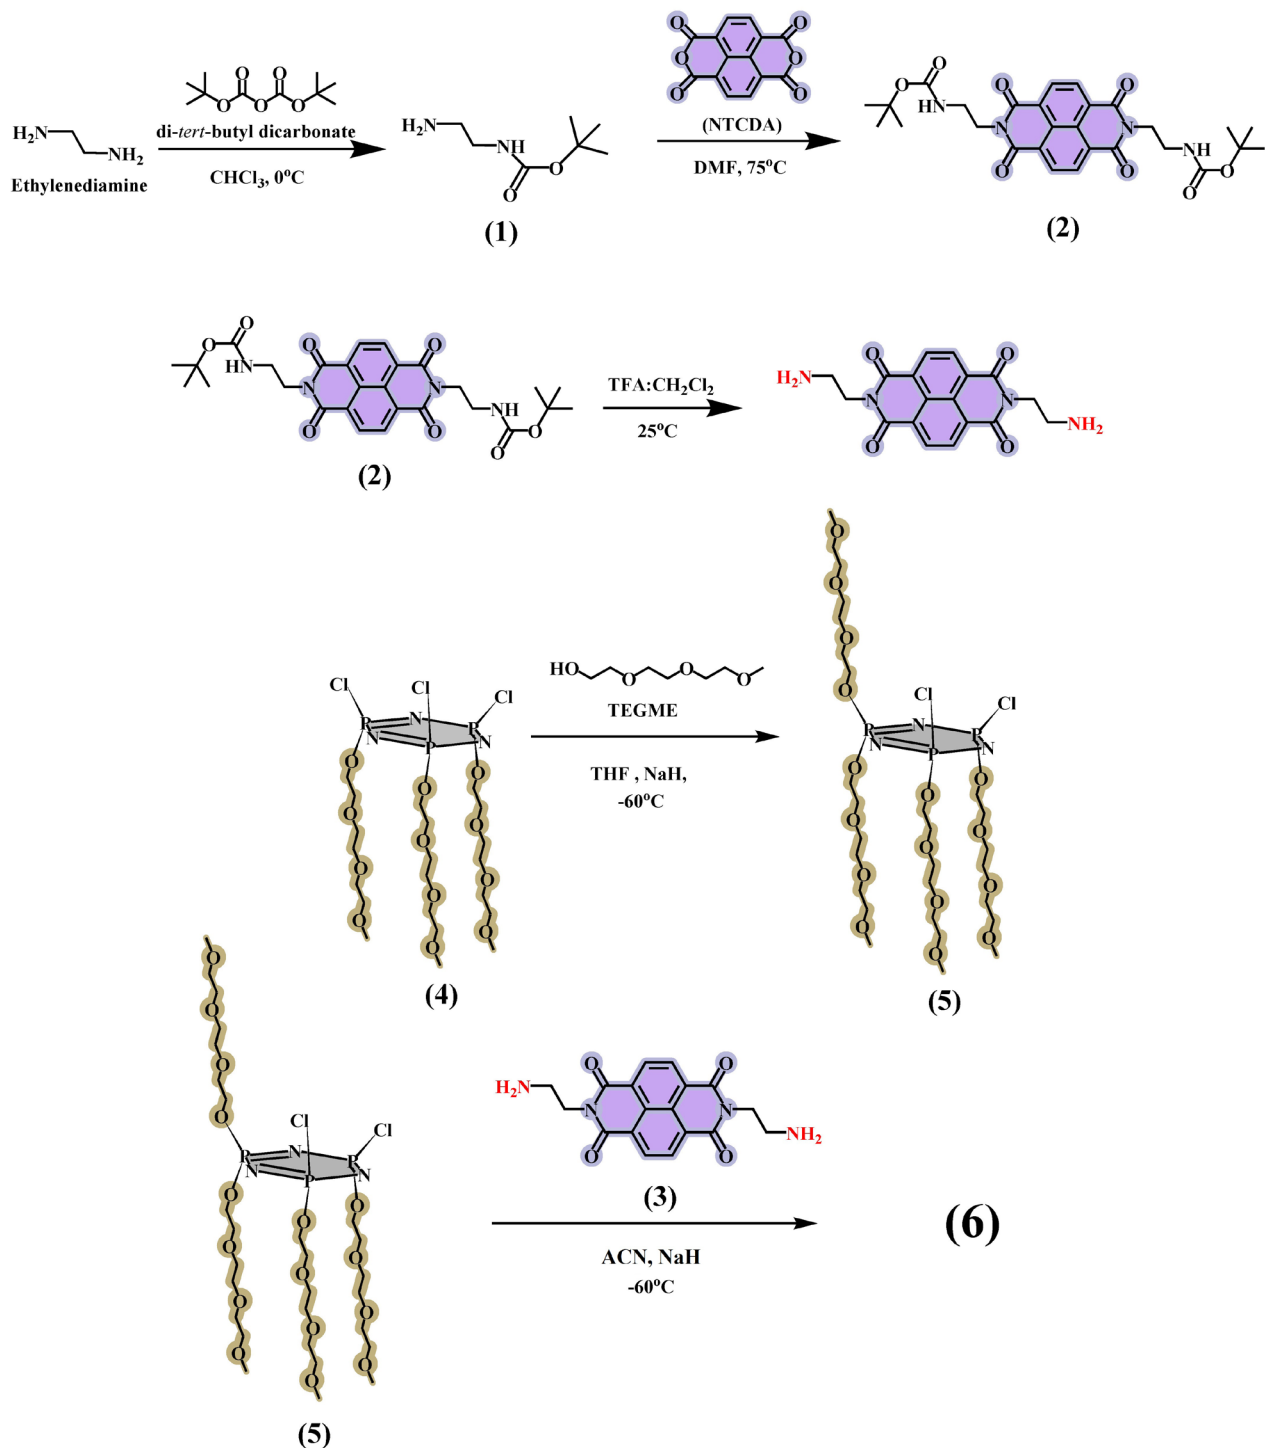 H2N
NH2
Ethylenediamine
O O
O O O
di-tert-butyl dicarbonate
CHCl3, 0°C
H2N
NH
O
O
(1)
O O
O O
O O
(NTCDA)
DMF, 75°C
O
O
HN
O O
N N
O O
NH
O
O
(2)
O
O
HN
O O
N N
O O
NH
O
O
(2)
TFA:CH2Cl2
25°C
H2N
O O
N N
O O
NH2
Cl
Cl
Cl
P N P
N P N
O O O
O O O
O O O
O O O
(4)
HO
O O O
TEGME
THF , NaH,
-60°C
O
O
O
O
Cl
Cl
P N P
N P N
O O O
O O O
O O O
O O O
(5)
O
O
O
O
Cl
Cl
P N P
N P N
O O O
O O O
O O O
O O O
(5)
H2N
O O
N N
O O
NH2
(3)
ACN, NaH
-60°C
(6)